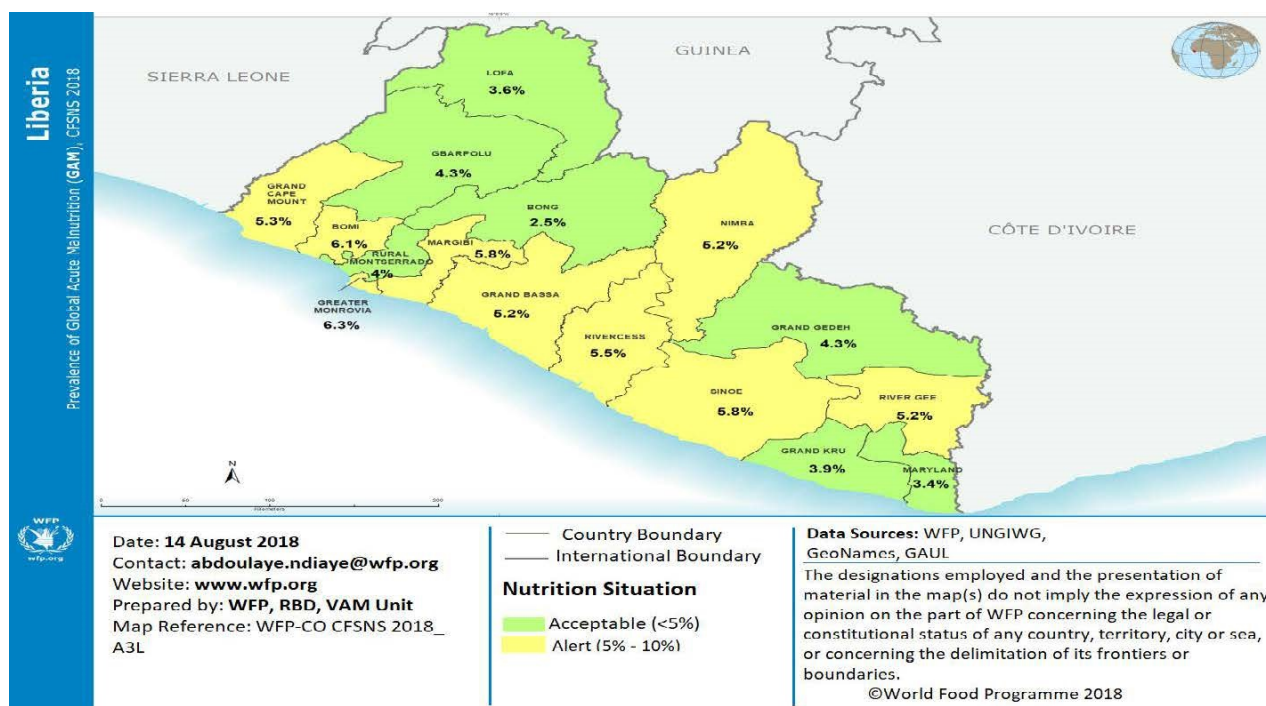 Liberia
Prevalence of Global Acute Malnutrition (GAM), CFSNS 2018
SIERRA LEONE
GUINEA
CÔTE D'IVOIRE
LOFA
3.6%
GBARPOLU
4.3%
GRAND
CAPE
MOUNT
5.3%
BONG
2.5%
NIMRA
5.2%
BOMI
6.1%
MARGIBI
5.8%
RURAL
MONTSERRADO
4%
GREATER
MONROVIA
6.3%
GRAND BASSA
5.2%
RIVERCESS
5.5%
GRAND GEDEH
4.3%
SINOE
5.8%
RIVER GEE
5.2%
GRAND KRU
3.9%
MARYLAND
3.4%
N
Kilometers
WFP
wfp.org
Date: 14 August 2018
Contact: abdoulaye.ndiaye@wfp.org
Website: www.wfp.org
Prepared by: WFP, RBD, VAM Unit
Map Reference: WFP-CO CFSNS 2018_
A3L
Country Boundary
International Boundary
Nutrition Situation
Acceptable (<5%)
Alert (5% - 10%)
Data Sources: WFP, UNGIWG,
GeoNames, GAUL
The designations employed and the presentation of
material in the map(s) do not imply the expression of any
opinion on the part of WFP concerning the legal or
constitutional status of any country, territory, city or sea,
or concerning the delimitation of its frontiers or
boundaries.
©World Food Programme 2018